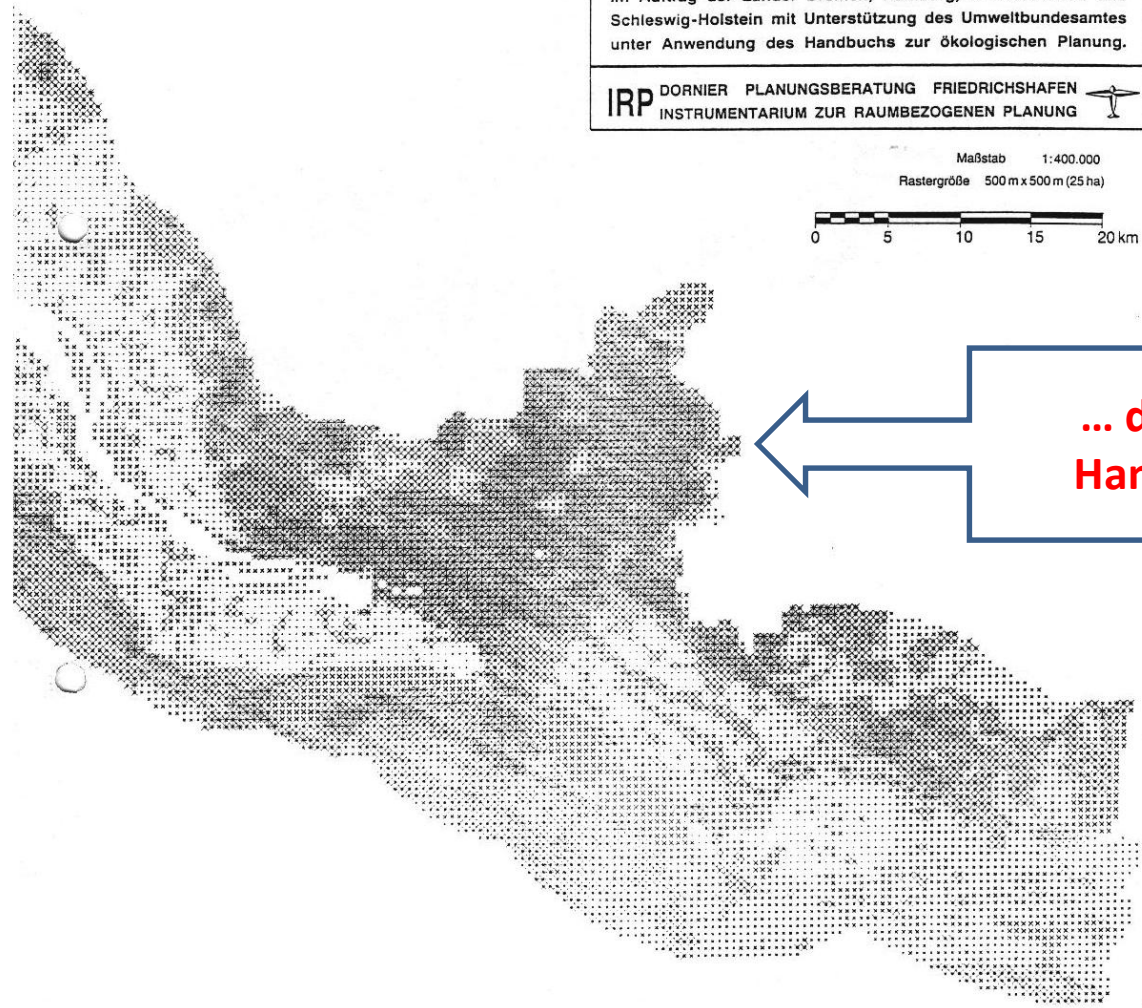 Schleswig-Holstein mit Unterstützung des Umweltbundesamtes
unter Anwendung des Handbuchs zur ökologischen Planung.
IRP DORNIER PLANUNGSBERATUNG FRIEDRICHSHAFEN
INSTRUMENTARIUM ZUR RAUMBEZOGENEN PLANUNG
Maßstab 1:400.000
Rastergröße 500 m x 500 m (25 ha)
0 5 10 15 20 km
... d
Har